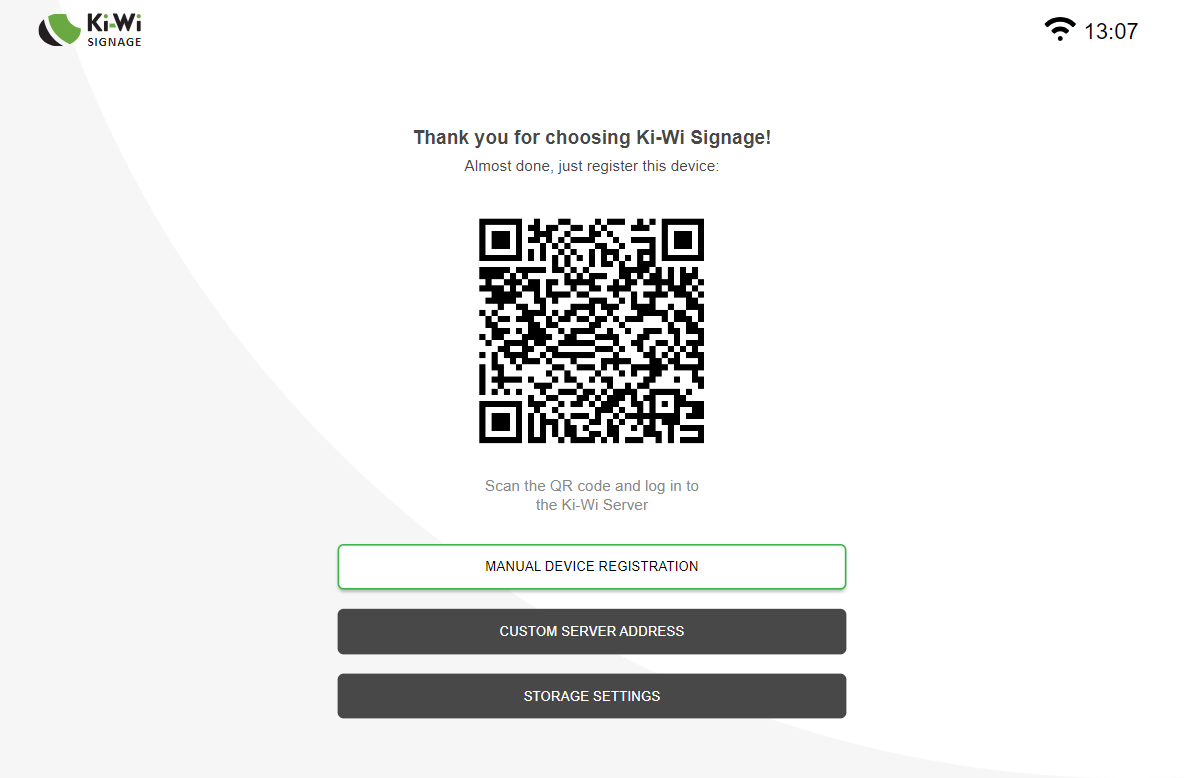 Ki-Wi
SIGNAGE
13:07
Thank you for choosing Ki-Wi Signage!
Almost done, just register this device:
Scan the QR code and log in to
the Ki-Wi Server
MANUAL DEVICE REGISTRATION
CUSTOM SERVER ADDRESS
STORAGE SETTINGS